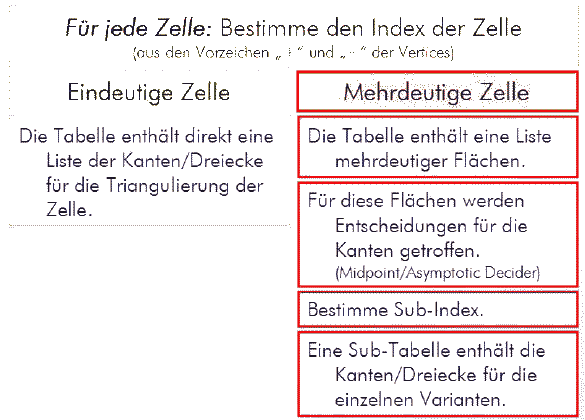 Für jede Zelle: Bestimme den Index der Zelle
(aus den Vorzeichen „+“ und „-“ der Vertices)
Eindeutige Zelle
Die Tabelle enthält direkt eine
Liste der Kanten/Dreiecke
für die Triangulierung der
Zelle.
Mehrdeutige Zelle
Die Tabelle enthält eine Liste
mehrdeutiger Flächen.
Für diese Flächen werden
Entscheidungen für die
Kanten getroffen.
(Midpoint/Asymptotic Decider)
Bestimme Sub-Index.
Eine Sub-Tabelle enthält die
Kanten/Dreiecke für die
einzelnen Varianten.